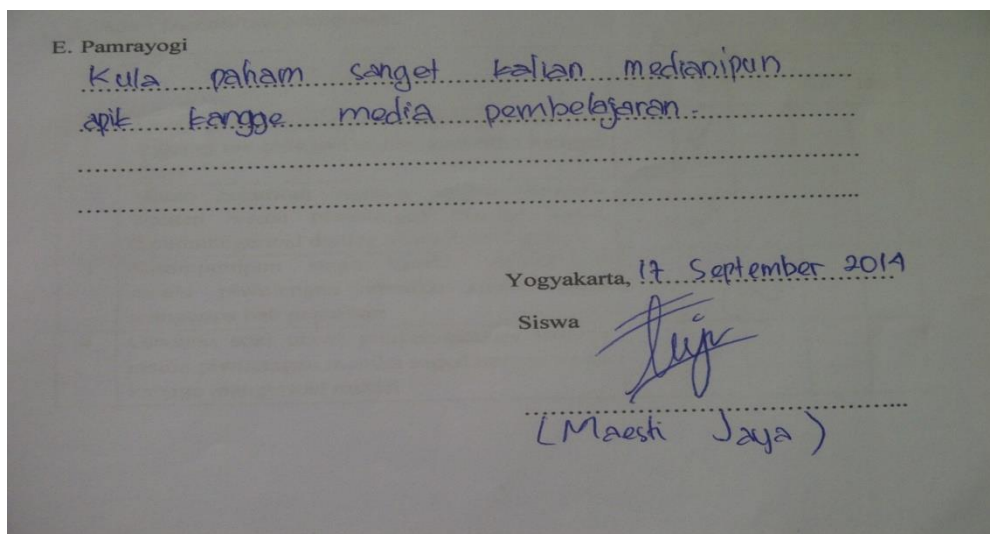 E. Pamrayogi
Kula paham sanget kalian medianipun
apik kangge media pembelajaran.
Yogyakarta, 17 September 2014
Siswa
(Maesti Jaya)